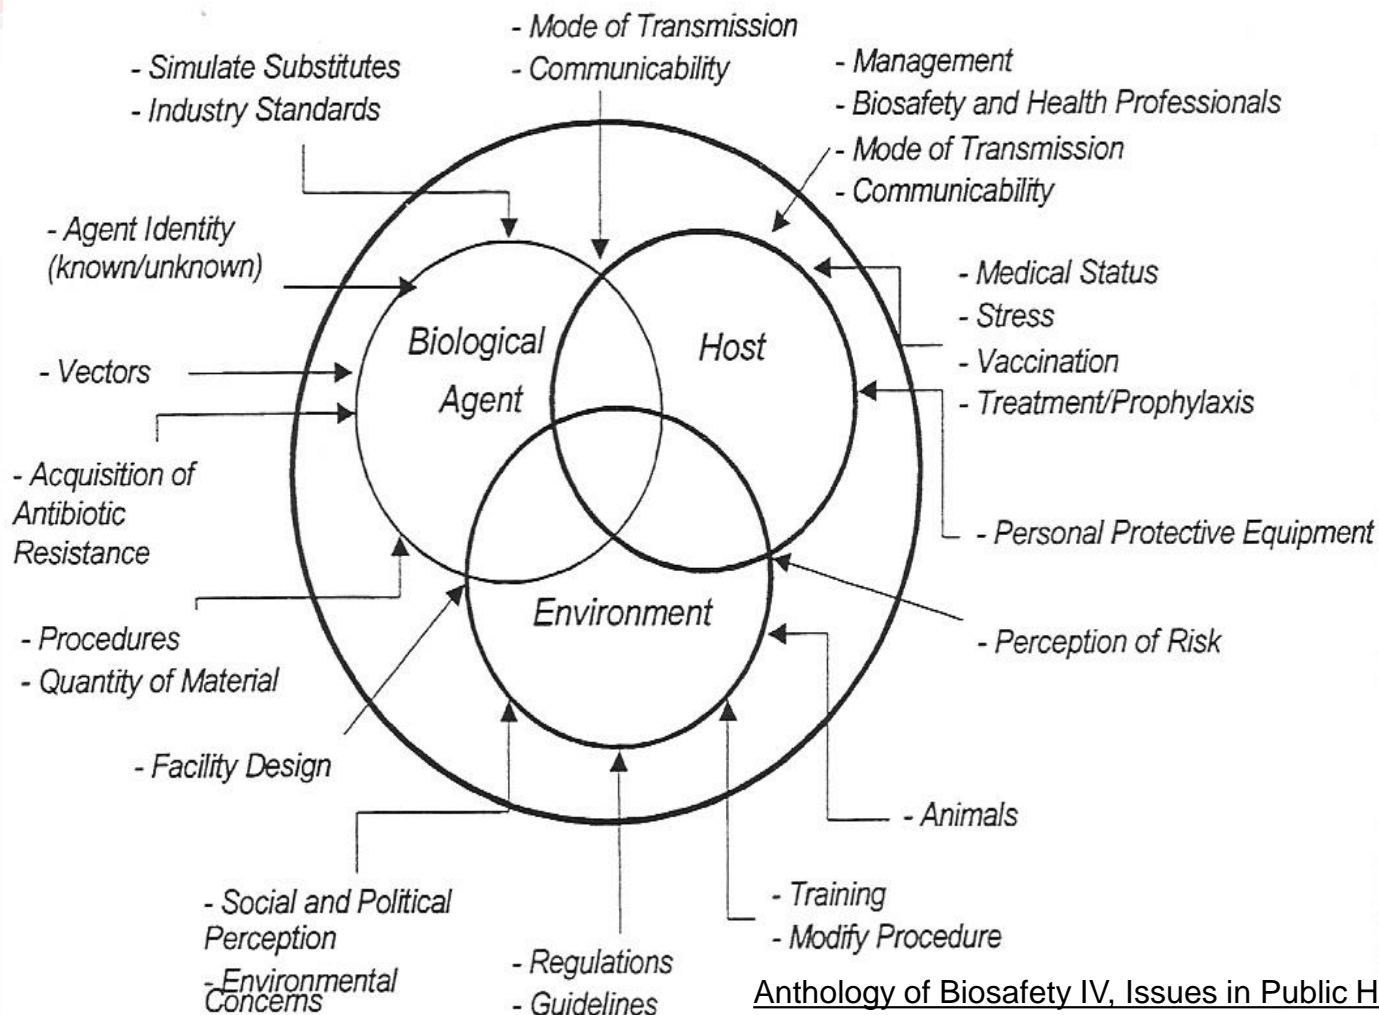 - Mode of Transmission
- Communicability
- Simulate Substitutes
- Industry Standards
- Management
- Biosafety and Health Professionals
- Mode of Transmission
- Communicability
- Agent Identity
(known/unknown)
- Medical Status
- Stress
- Vaccination
- Treatment/Prophylaxis
Biological
Agent
Host
- Vectors
- Acquisition of
Antibiotic
Resistance
- Personal Protective Equipment
Environment
- Perception of Risk
- Procedures
- Quantity of Material
- Facility Design
- Animals
- Social and Political
Perception
- Environmental
Concerns
- Training
- Modify Procedure
- Regulations
- Guidelines
Anthology of Biosafety IV, Issues in Public H